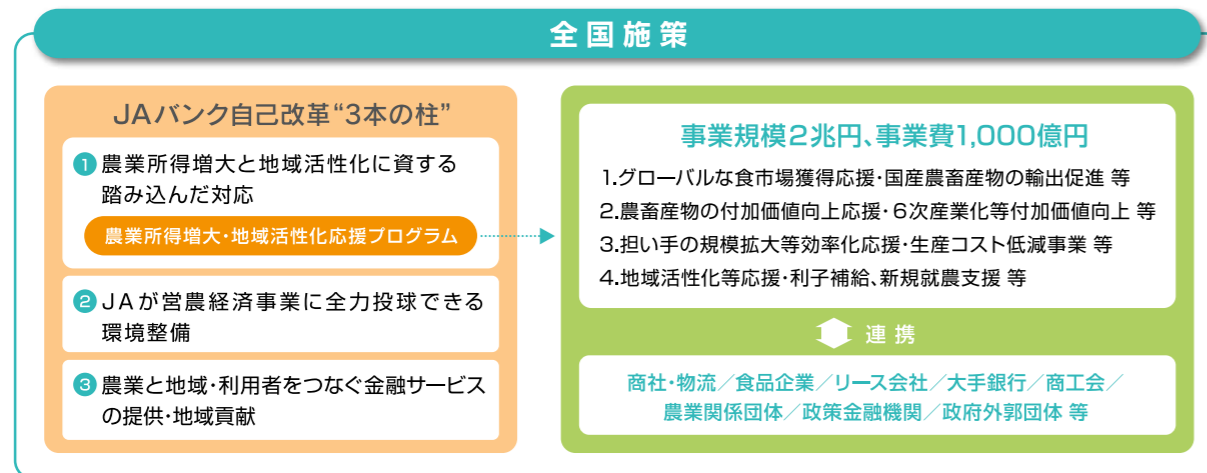 全国施策
JAバンク自己改革“3本の柱”
1 農業所得増大と地域活性化に資する
踏み込んだ対応
農業所得増大・地域活性化応援プログラム
2 JAが営農経済事業に全力投球できる
環境整備
3 農業と地域・利用者をつなぐ金融サービス
の提供・地域貢献
事業規模2兆円、事業費1,000億円
1.グローバルな食市場獲得応援・国産農畜産物の輸出促進 等
2.農畜産物の付加価値向上応援・6次産業化等付加価値向上 等
3.担い手の規模拡大等効率化応援・生産コスト低減事業 等
4.地域活性化等応援・利子補給、新規就農支援 等
連携
商社・物流／食品企業／リース会社／大手銀行／商工会／
農業関係団体／政策金融機関／政府外郭団体 等